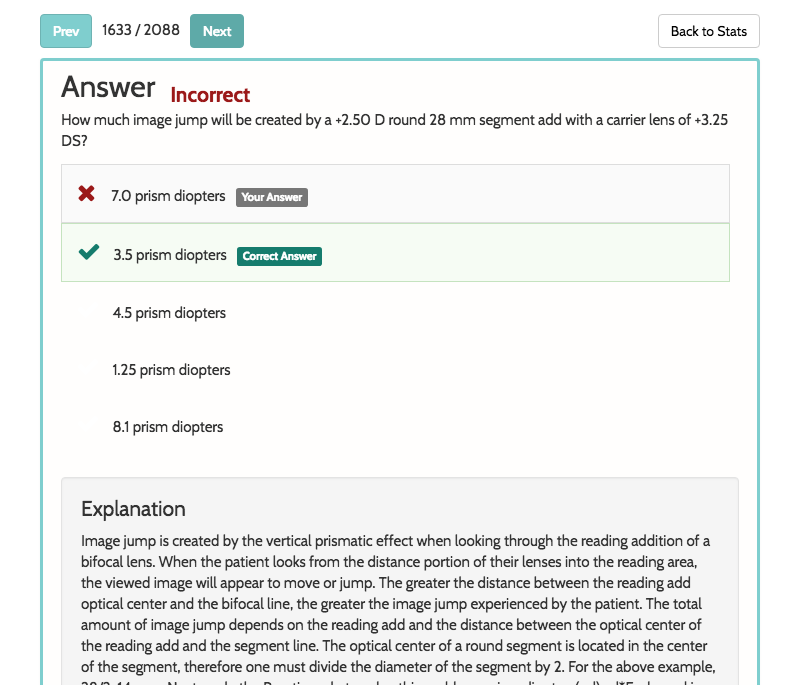 Prev 1633 / 2088 Next Back to Stats
Answer Incorrect
How much image jump will be created by a +2.50 D round 28 mm segment add with a carrier lens of +3.25
DS?
7.0 prism diopters Your Answer
3.5 prism diopters Correct Answer
4.5 prism diopters
1.25 prism diopters
8.1 prism diopters
Explanation
Image jump is created by the vertical prismatic effect when looking through the reading addition of a
bifocal lens. When the patient looks from the distance portion of their lenses into the reading area,
the viewed image will appear to move or jump. The greater the distance between the reading add
optical center and the bifocal line, the greater the image jump experienced by the patient. The total
amount of image jump depends on the reading add and the distance between the optical center of
the reading add and the segment line. The optical center of a round segment is located in the center
of the segment, therefore one must divide the diameter of the segment by 2. For the above example,